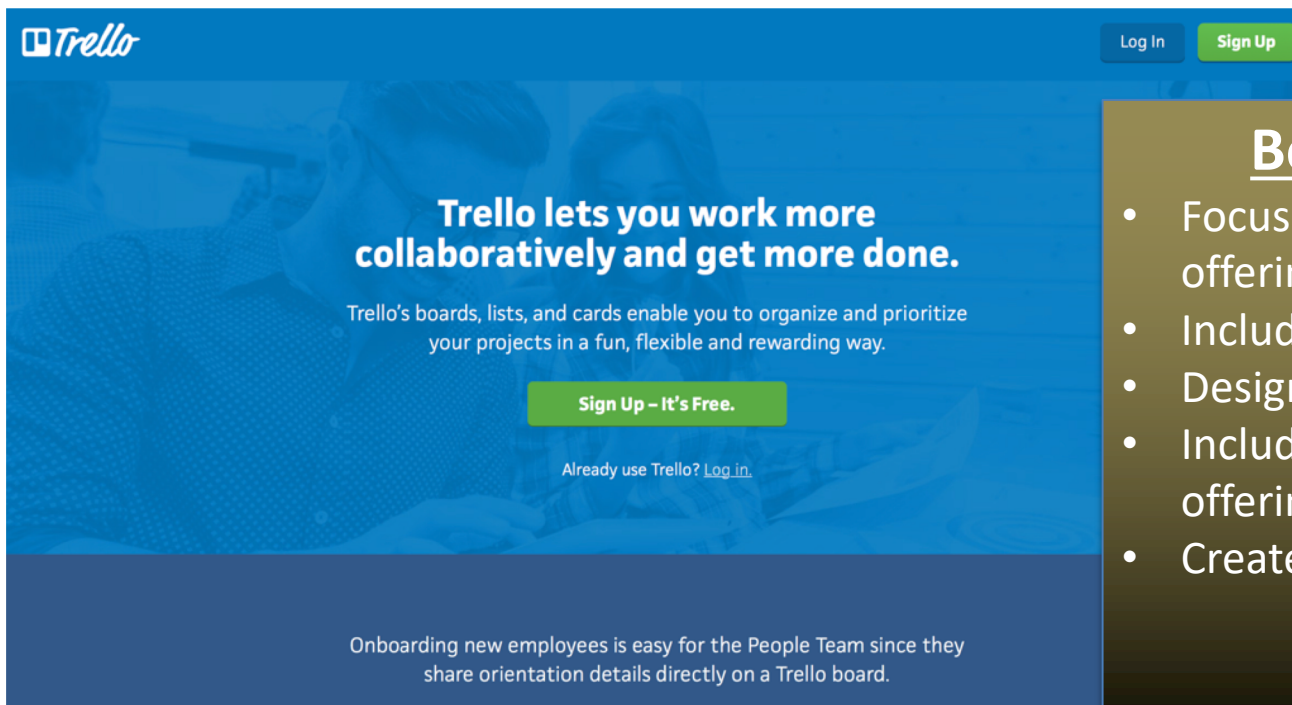 Trello
Log In
Sign Up
Trello lets you work more
collaboratively and get more done.
Trello's boards, lists, and cards enable you to organize and prioritize
your projects in a fun, flexible and rewarding way.
Sign Up – It's Free.
Already use Trello? Log in.
Onboarding new employees is easy for the People Team since they
share orientation details directly on a Trello board.
• Focus
•
•
•
•